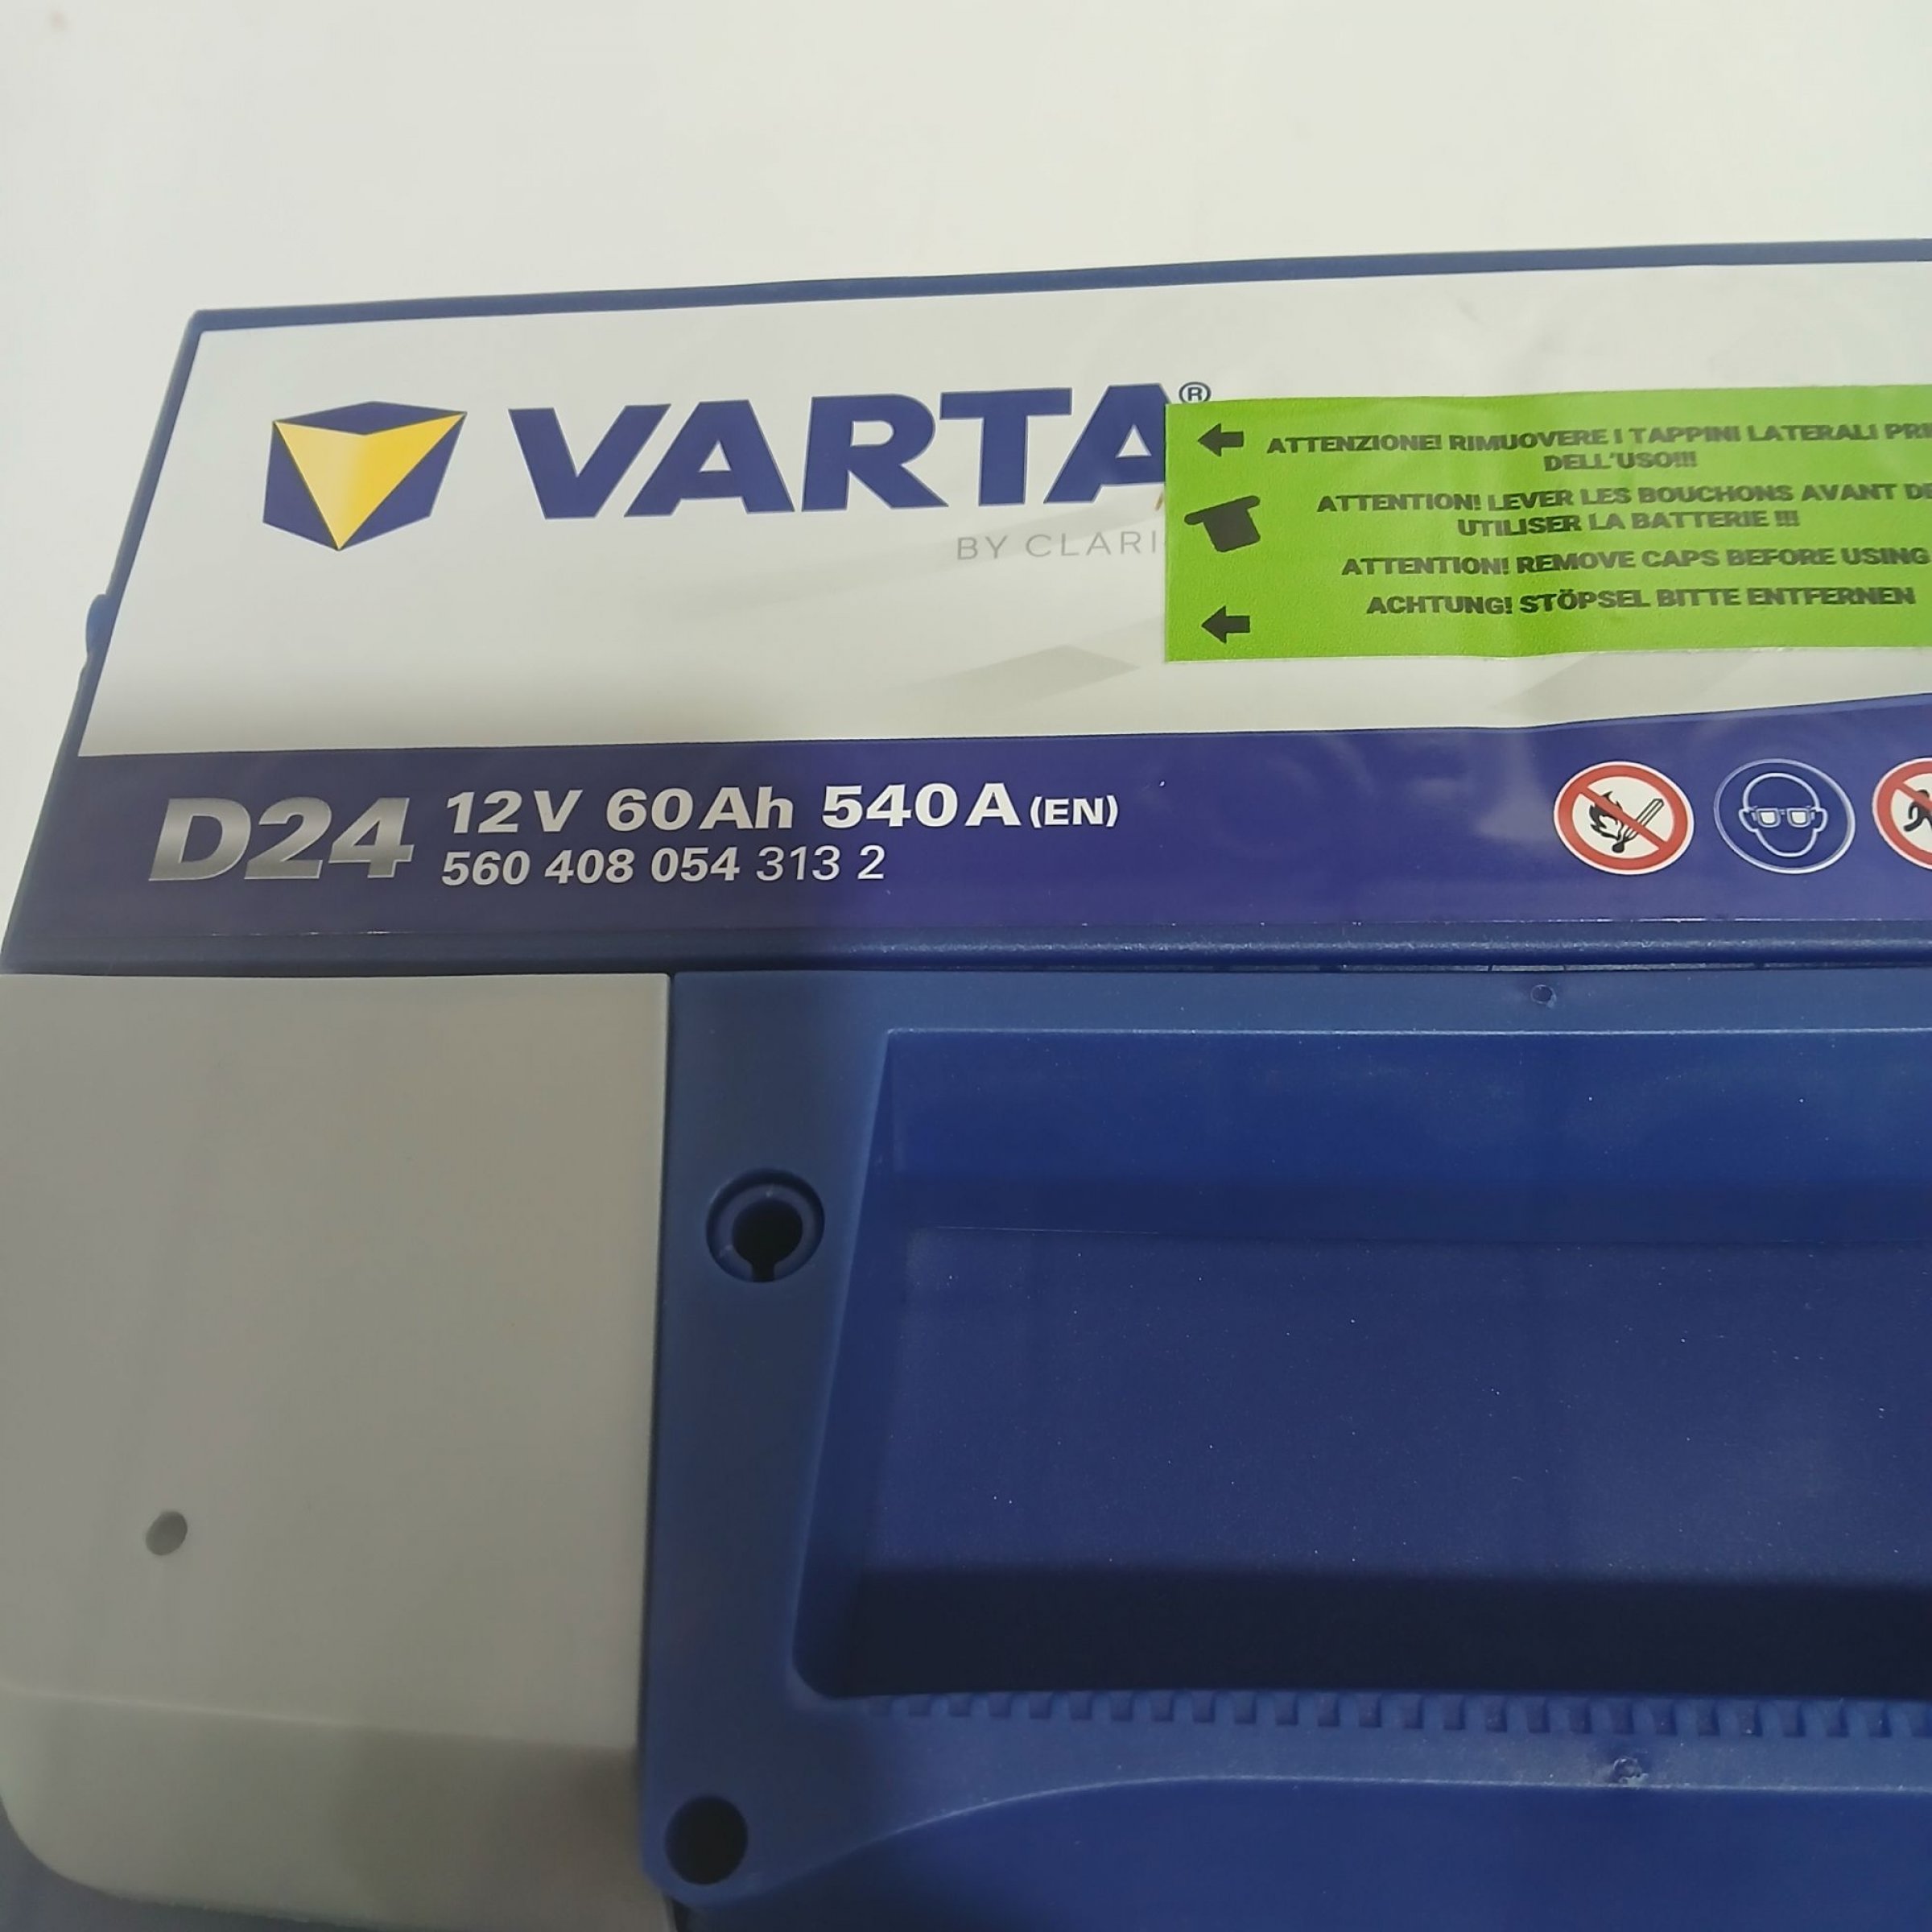 VARTA®
BY CLARI
ATTENZIONE! RIMUOVERE I TAPPINI LATERALI PRI
DELL'USO!!!
ATTENTION! LEVER LES BOUCHONS AVANT DE
UTILISER LA BATTERIE !!!
ATTENTION! REMOVE CAPS BEFORE USING
ACHTUNG! STÖPSEL BITTE ENTFERNEN
D24 12V 60Ah 540A (EN)
560 408 054 313 2